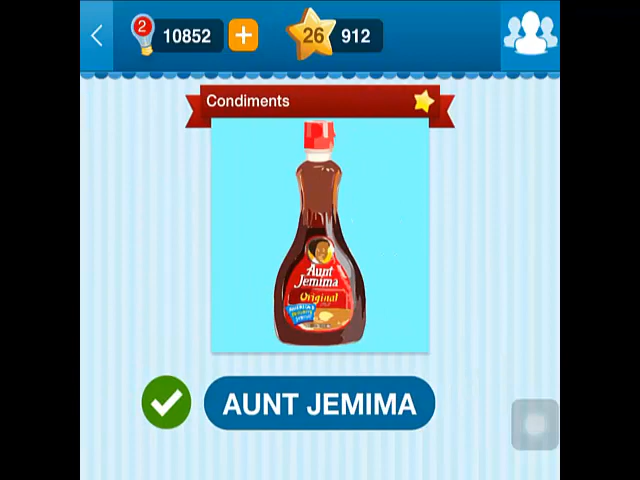 2
10852
+
26
912
Condiments
Aunt
Jemima
Original
AUNT JEMIMA